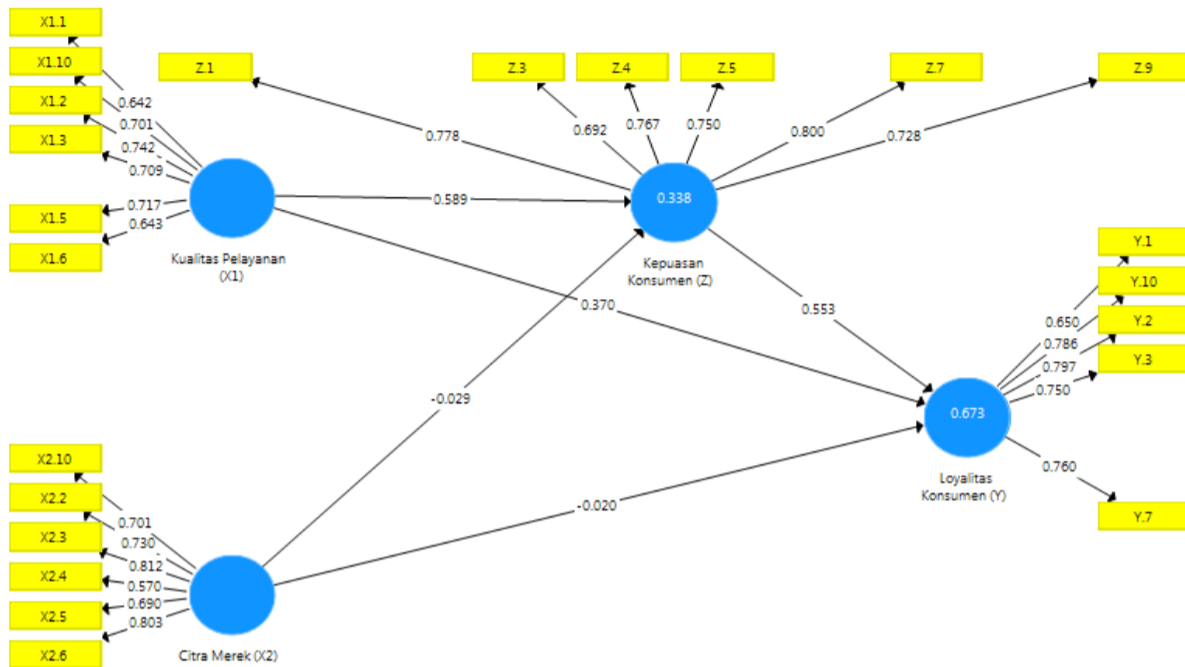 X1.1
X1.10
X1.2
X1.3
X1.5
X1.6
0.642
0.701
0.742
0.709
0.717
0.643
Kualitas Pelayanan
(X1)
Z.1
Z.3
Z.4
Z.5
Z.7
Z.9
0.778
0.692
0.767
0.750
0.800
0.728
0.589
0.338
Kepuasan
Konsumen (Z)
0.370
0.553
-0.029
-0.020
Y.1
Y.10
Y.2
Y.3
Y.7
0.650
0.786
0.797
0.750
0.760
0.673
Loyalitas
Konsumen (Y)
X2.10
X2.2
X2.3
X2.4
X2.5
X2.6
0.701
0.730
0.812
0.570
0.690
0.803
Citra Merek (X2)